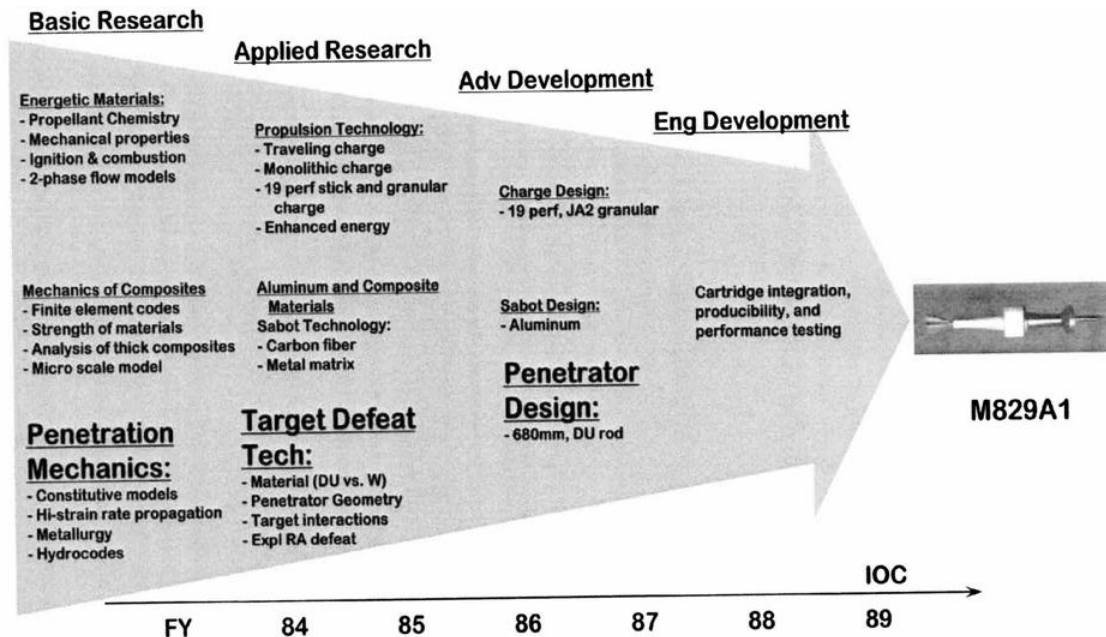 Basic Research
Energetic Materials:
- Propellant Chemistry
- Mechanical properties
- Ignition & combustion
- 2-phase flow models
Mechanics of Composites
- Finite element codes
- Strength of materials
- Analysis of thick composites
- Micro scale model
Penetration
Mechanics:
- Constitutive models
- Hi-strain rate propagation
- Metallurgy
- Hydrocodes
Applied Research
Propulsion Technology:
- Traveling charge
- Monolithic charge
- 19 perf stick and granular
charge
- Enhanced energy
Aluminum and Composite
Materials
Sabot Technology:
- Carbon fiber
- Metal matrix
Target Defeat
Tech:
- Material (DU vs. W)
- Penetrator Geometry
- Target interactions
- Expl RA defeat
Adv Development
Charge Design:
- 19 perf, JA2 granular
Sabot Design:
- Aluminum
Penetrator
Design:
- 680mm, DU rod
Eng Development
Cartridge integration,
producibility, and
performance testing
M829A1
IOC
FY 84 85 86 87 88 89